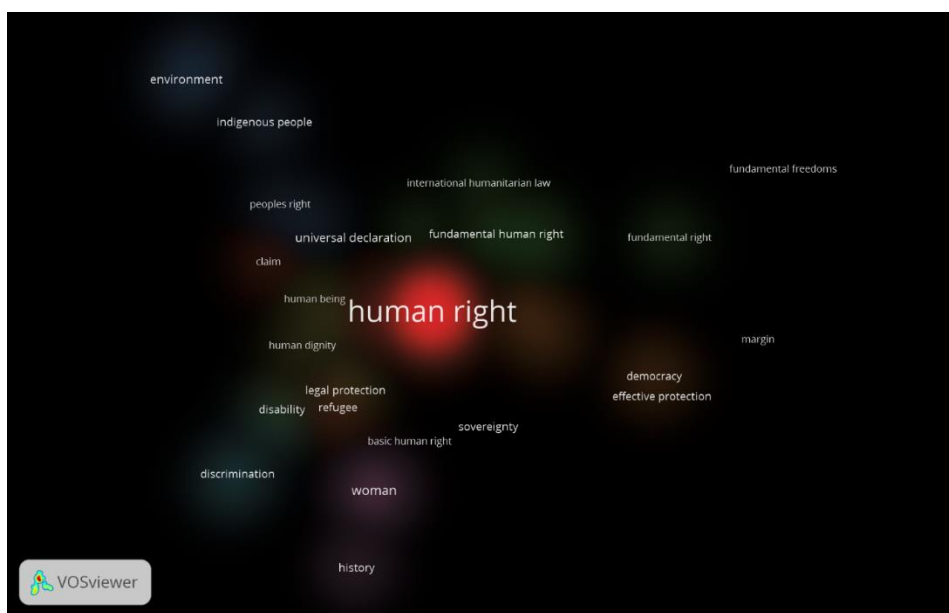 environment
indigenous people
fundamental freedoms
international humanitarian law
peoples right
universal declaration
fundamental human right
fundamental right
claim
human being
human right
margin
human dignity
democracy
legal protection
effective protection
disability
refugee
sovereignty
basic human right
discrimination
woman
history
VOSviewer